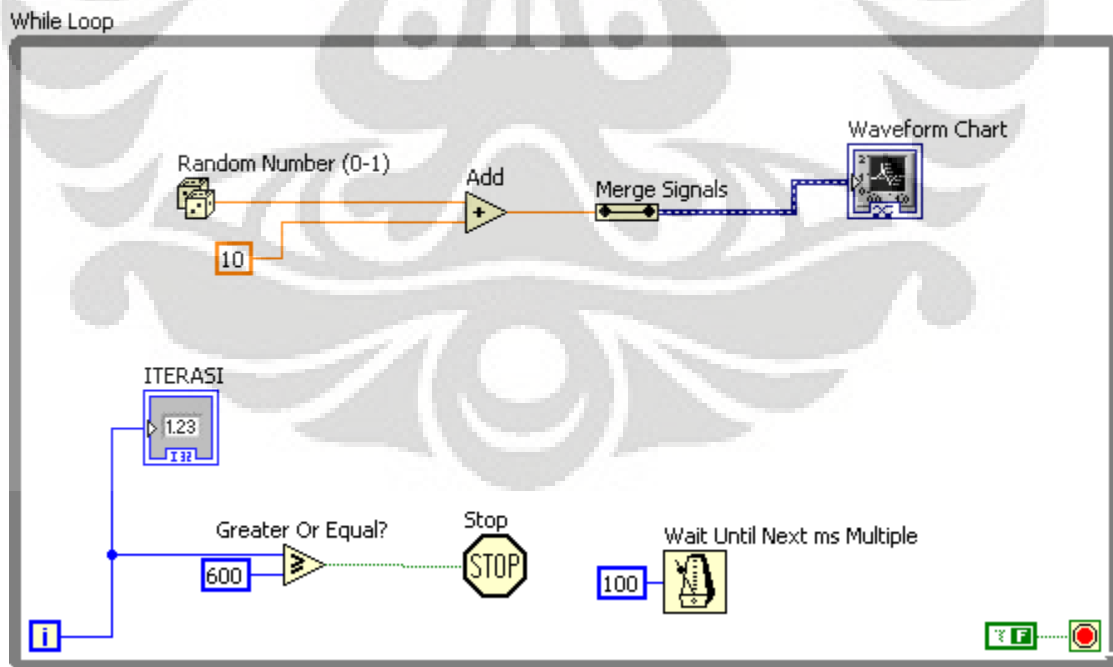 While Loop
Waveform Chart
Random Number (0-1)
Add
Merge Signals
10
ITERASI
1.23
I32
Greater Or Equal?
Stop
Wait Until Next ms Multiple
600
STOP
100
i
F